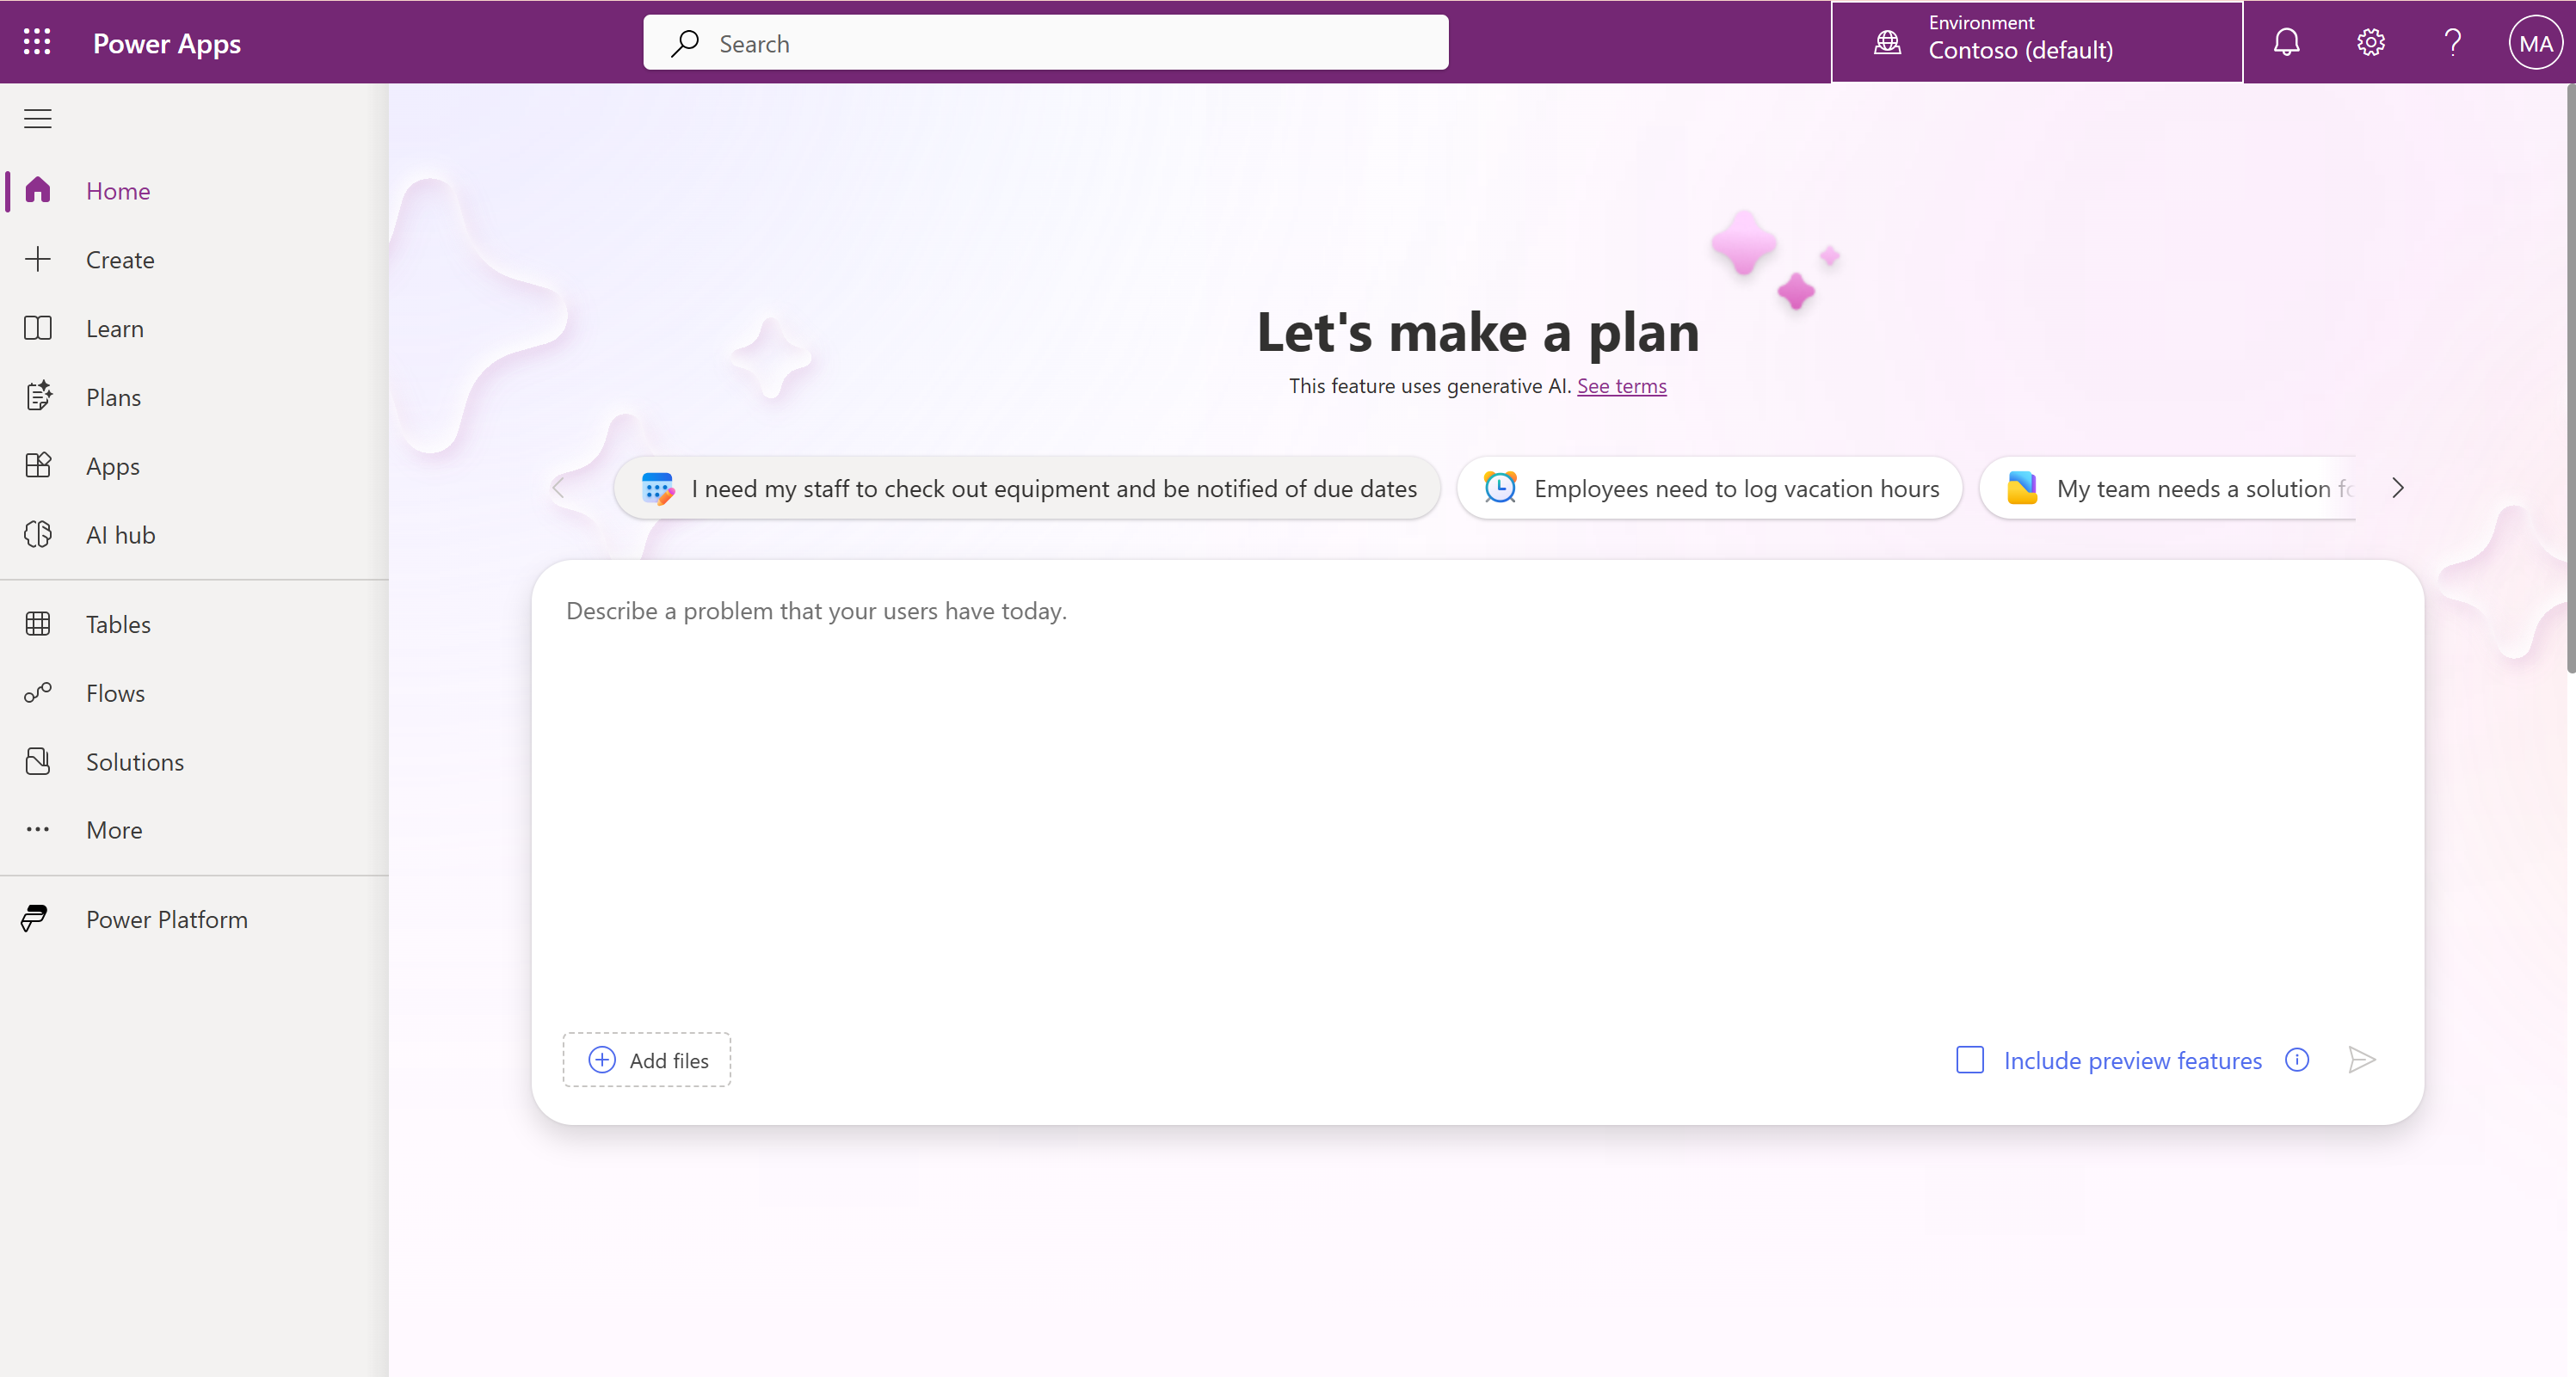 Power Apps
Search
Environment
Contoso (default)
MA
Home
Create
Learn
Plans
Apps
AI hub
Tables
Flows
Solutions
More
Power Platform
Let's make a plan
This feature uses generative AI. See terms
I need my staff to check out equipment and be notified of due dates
Employees need to log vacation hours
My team needs a solution
Describe a problem that your users have today.
Add files
Include preview features